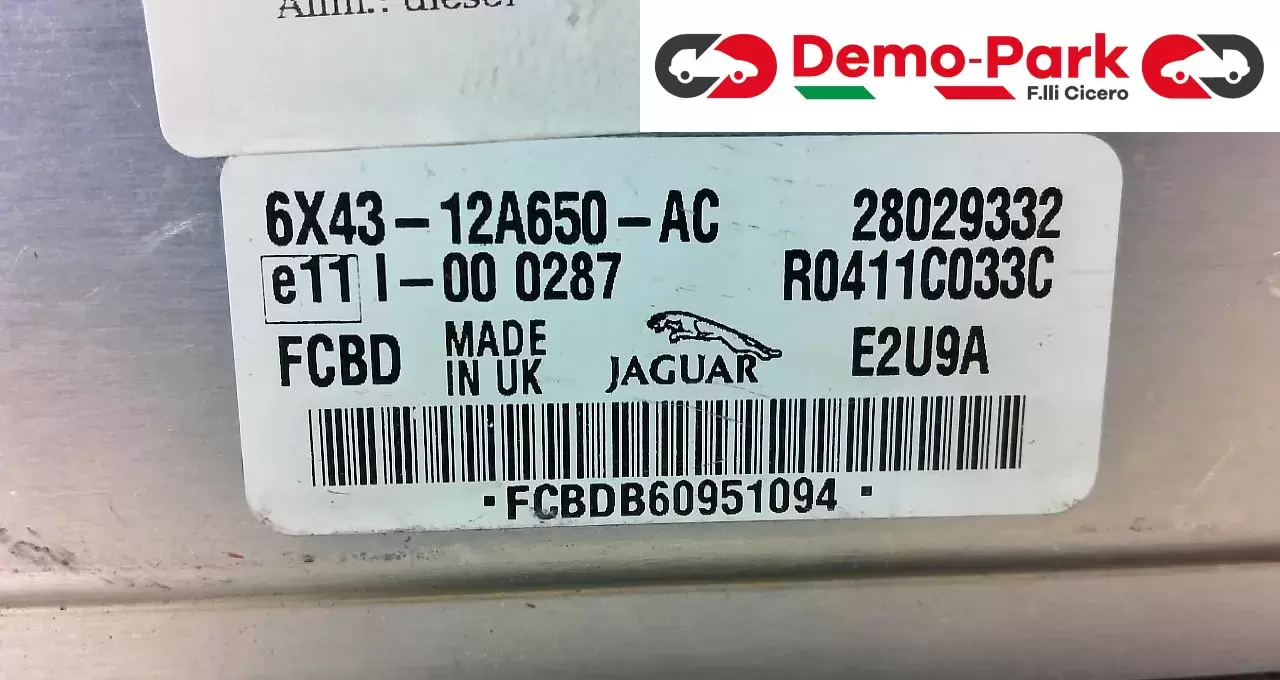 Alim.: diesel
Demo-Park
F.lli Cicero
6X43-12A650-AC 28029332
e11 I-00 0287 R0411C033C
FCBD MADE IN UK JAGUAR E2U9A
·FCBDB60951094·